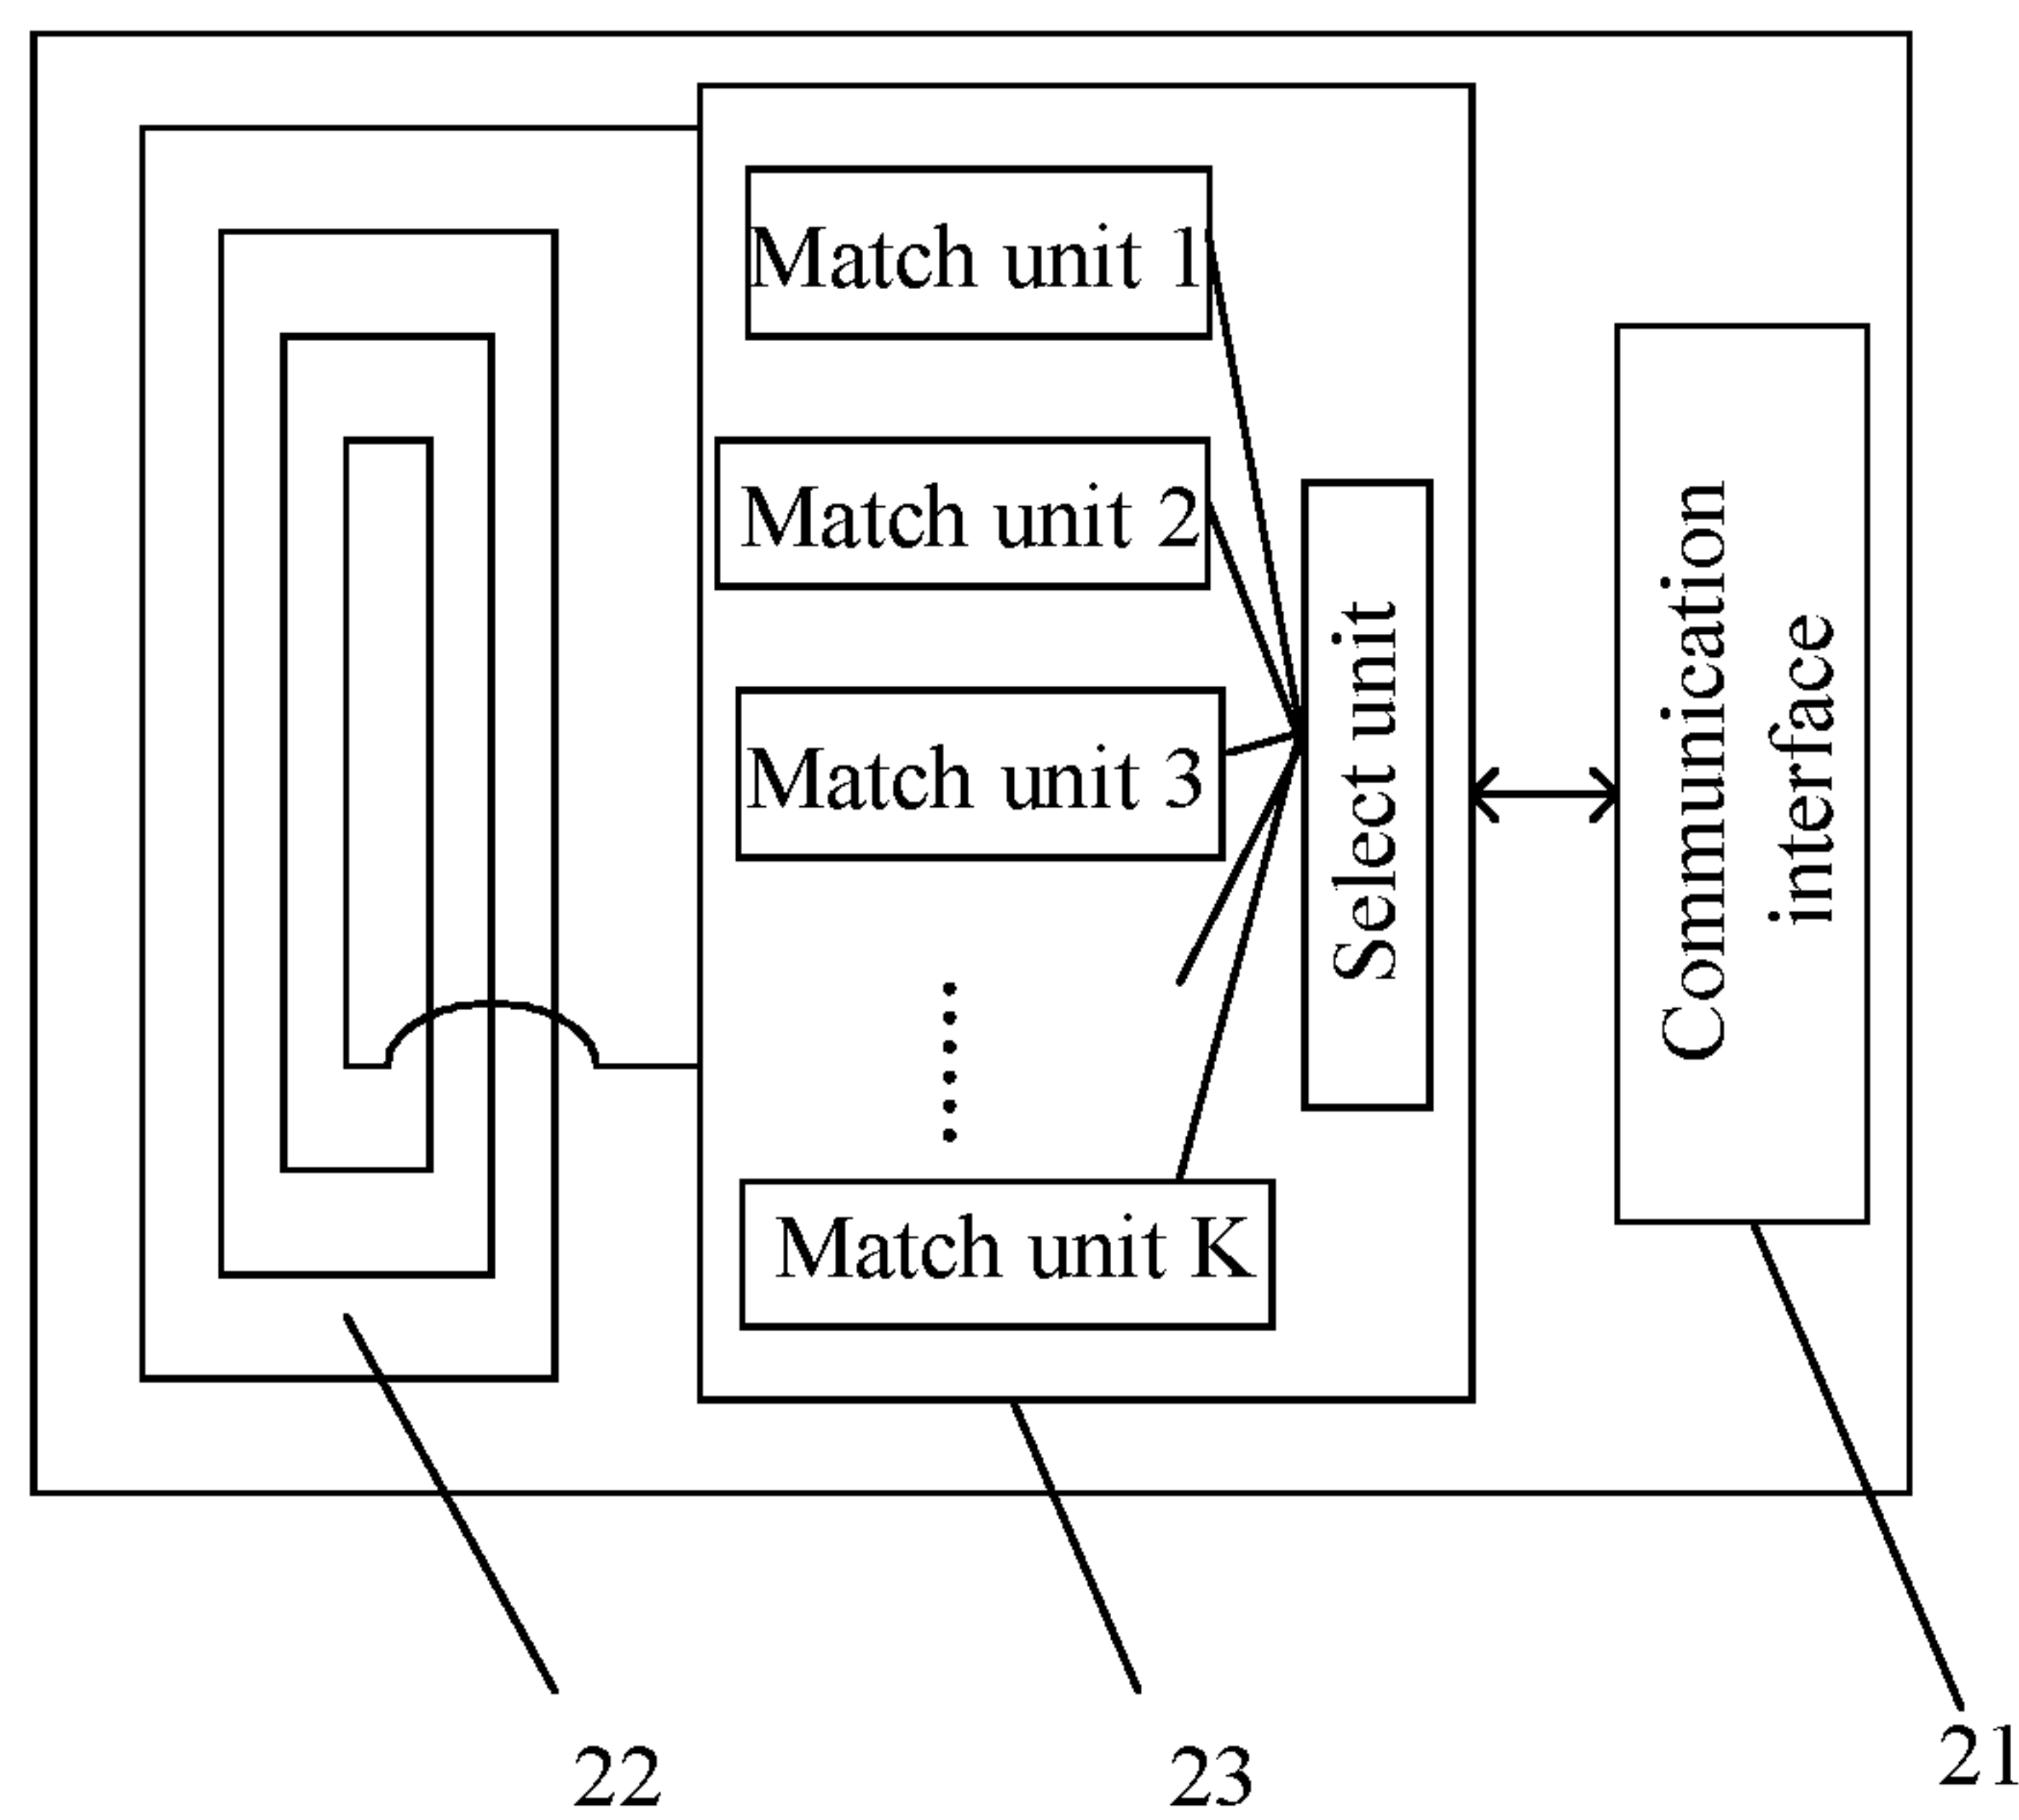 Match unit 1
Match unit 2
Match unit 3
Match unit K
Select unit
Communication
interface
22
23
21